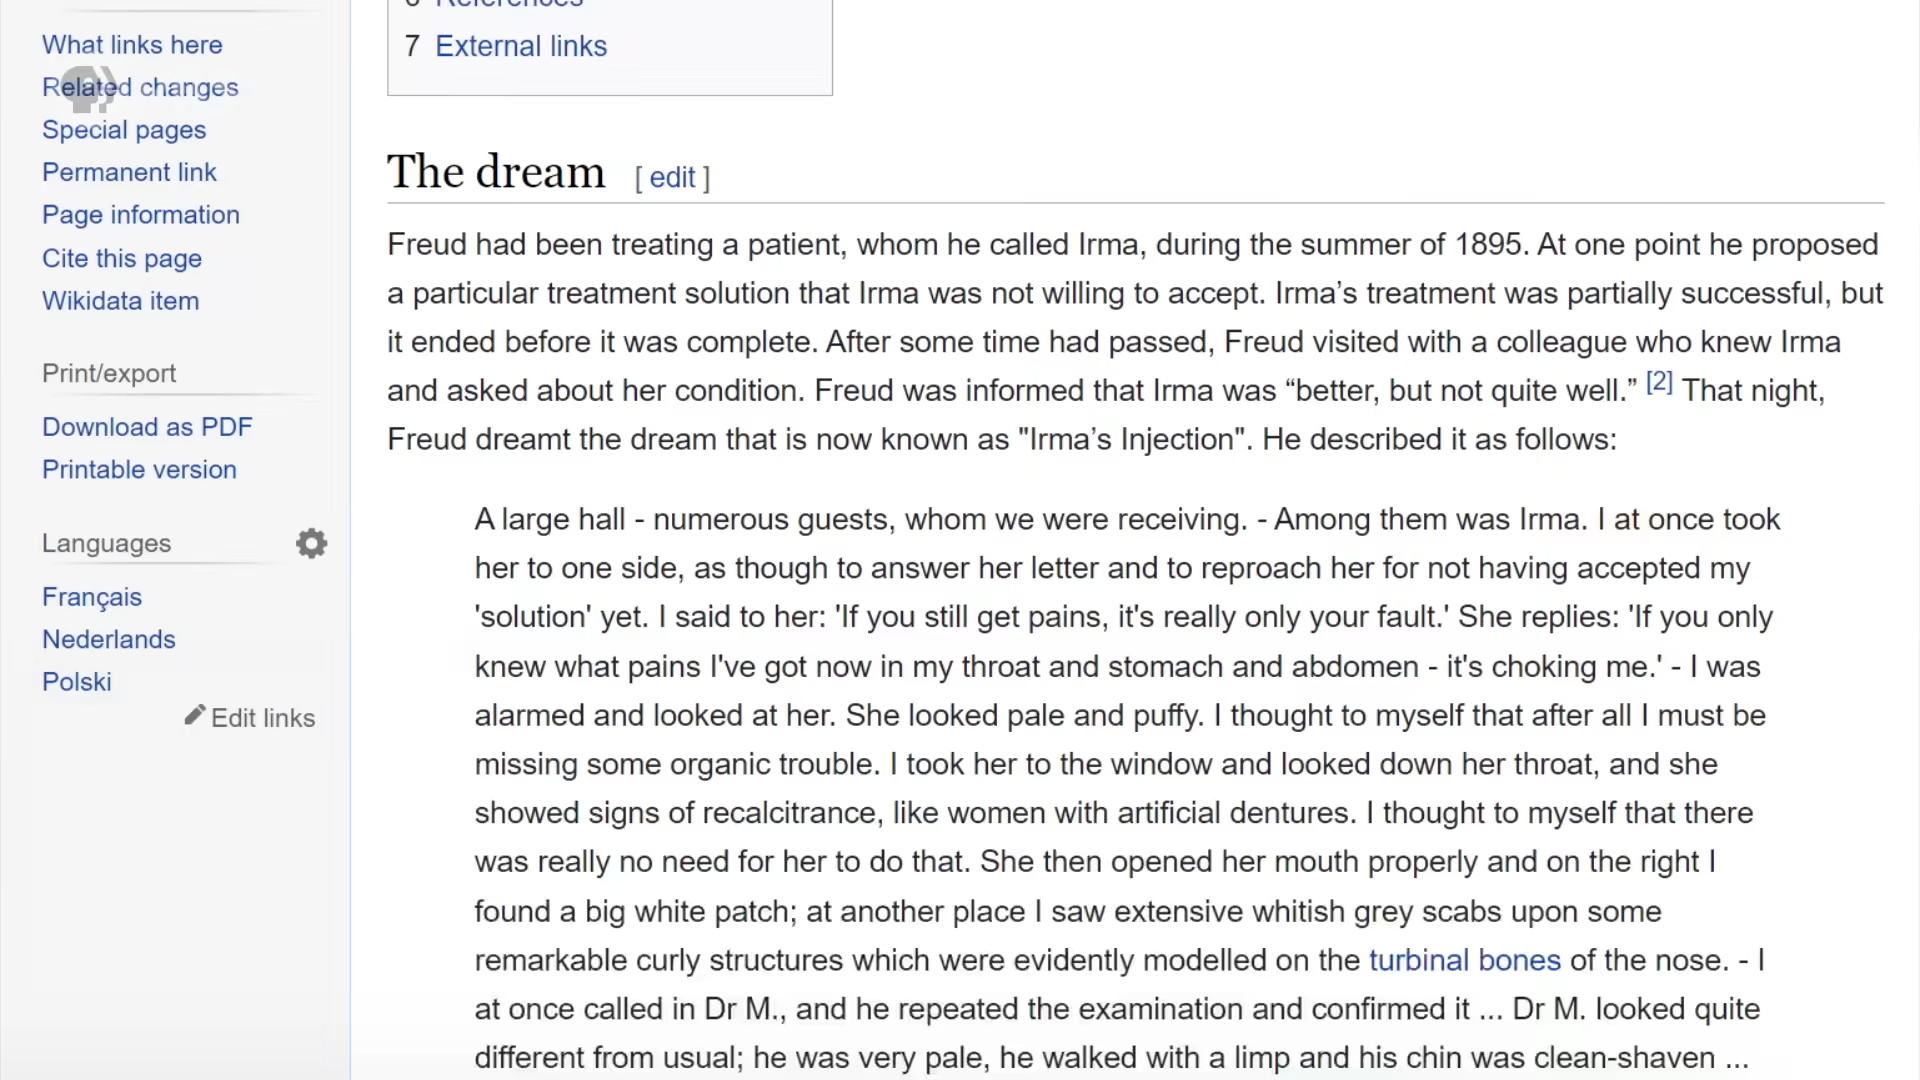 What links here
Related changes
Special pages
Permanent link
Page information
Cite this page
Wikidata item
Print/export
Download as PDF
Printable version
Languages
Français
Nederlands
Polski
Edit links
6 References
7 External links
The dream [ edit ]
Freud had been treating a patient, whom he called Irma, during the summer of 1895. At one point he proposed
a particular treatment solution that Irma was not willing to accept. Irma’s treatment was partially successful, but
it ended before it was complete. After some time had passed, Freud visited with a colleague who knew Irma
and asked about her condition. Freud was informed that Irma was “better, but not quite well.” [2] That night,
Freud dreamt the dream that is now known as "Irma’s Injection". He described it as follows:
A large hall - numerous guests, whom we were receiving. - Among them was Irma. I at once took
her to one side, as though to answer her letter and to reproach her for not having accepted my
'solution' yet. I said to her: 'If you still get pains, it's really only your fault.' She replies: 'If you only
knew what pains I've got now in my throat and stomach and abdomen - it's choking me.' - I was
alarmed and looked at her. She looked pale and puffy. I thought to myself that after all I must be
missing some organic trouble. I took her to the window and looked down her throat, and she
showed signs of recalcitrance, like women with artificial dentures. I thought to myself that there
was really no need for her to do that. She then opened her mouth properly and on the right I
found a big white patch; at another place I saw extensive whitish grey scabs upon some
remarkable curly structures which were evidently modelled on the turbinal bones of the nose. - I
at once called in Dr M., and he repeated the examination and confirmed it ... Dr M. looked quite
different from usual; he was very pale, he walked with a limp and his chin was clean-shaven ...